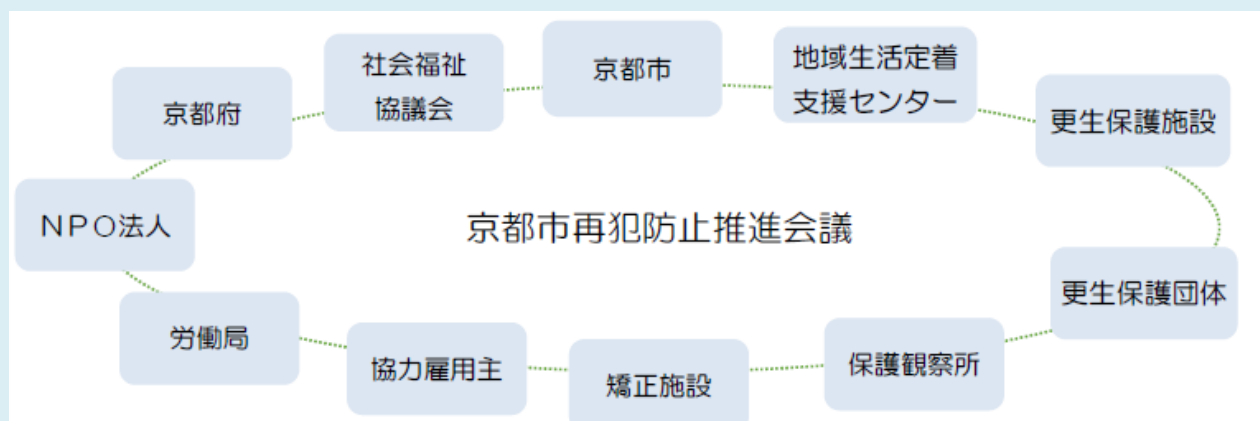 社会福祉
協議会
京都市
地域生活定着
支援センター
京都府
更生保護施設
NPO法人
京都市再犯防止推進会議
更生保護団体
労働局
協力雇用主
矯正施設
保護観察所